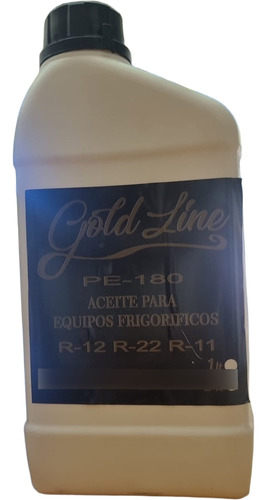 Gold Line
PE-180
ACEITE PARA
EQUIPOS FRIGORIFICOS
R-12 R-22 R-11